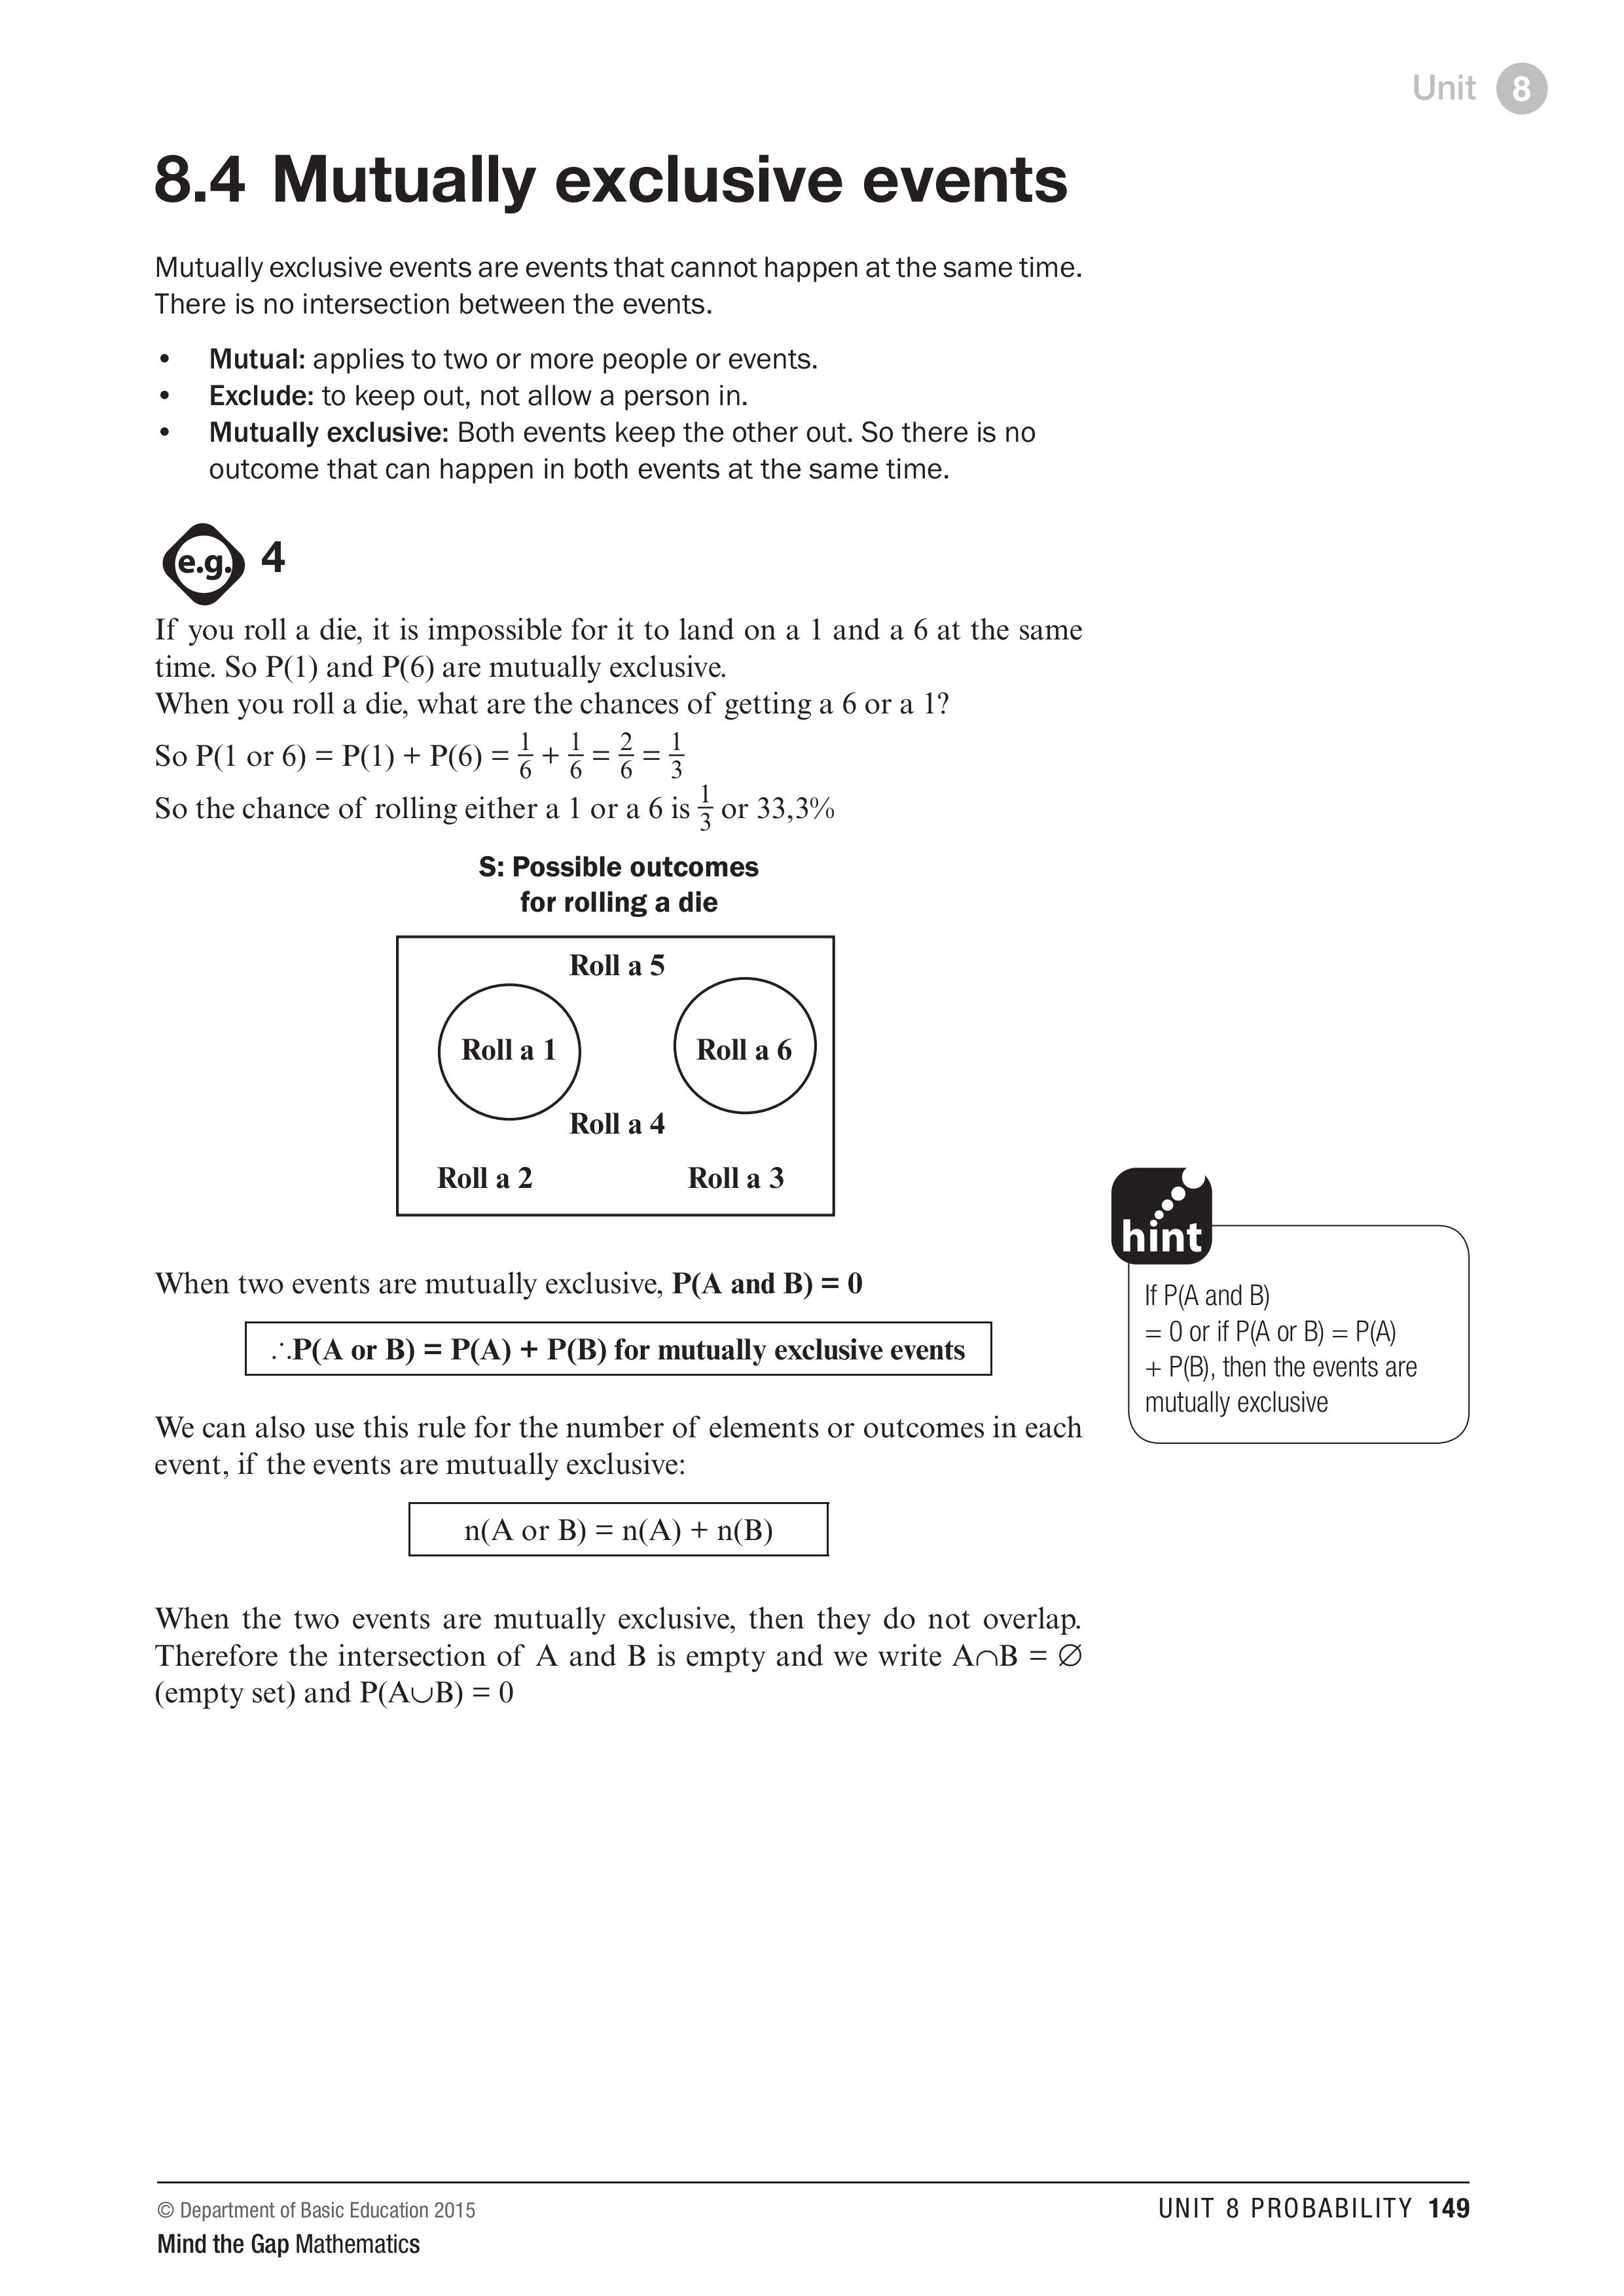 Unit 8
8.4 Mutually exclusive events
Mutually exclusive events are events that cannot happen at the same time.
There is no intersection between the events.
• Mutual: applies to two or more people or events.
• Exclude: to keep out, not allow a person in.
• Mutually exclusive: Both events keep the other out. So there is no
outcome that can happen in both events at the same time.
e.g. 4
If you roll a die, it is impossible for it to land on a 1 and a 6 at the same
time. So P(1) and P(6) are mutually exclusive.
When you roll a die, what are the chances of getting a 6 or a 1?
So P(1 or 6) = P(1) + P(6) = 1/6 + 1/6 = 2/6 = 1/3
So the chance of rolling either a 1 or a 6 is 1/3 or 33,3%
S: Possible outcomes
for rolling a die
Roll a 5
Roll a 1 Roll a 6
Roll a 4
Roll a 2 Roll a 3
When two events are mutually exclusive, P(A and B) = 0
∴P(A or B) = P(A) + P(B) for mutually exclusive events
We can also use this rule for the number of elements or outcomes in each
event, if the events are mutually exclusive:
n(A or B) = n(A) + n(B)
When the two events are mutually exclusive, then they do not overlap.
Therefore the intersection of A and B is empty and we write A∩B = ∅
(empty set) and P(A∪B) = 0
hint
If P(A and B)
= 0 or if P(A or B) = P(A)
+ P(B), then the events are
mutually exclusive
© Department of Basic Education 2015
Mind the Gap Mathematics
UNIT 8 PROBABILITY 149